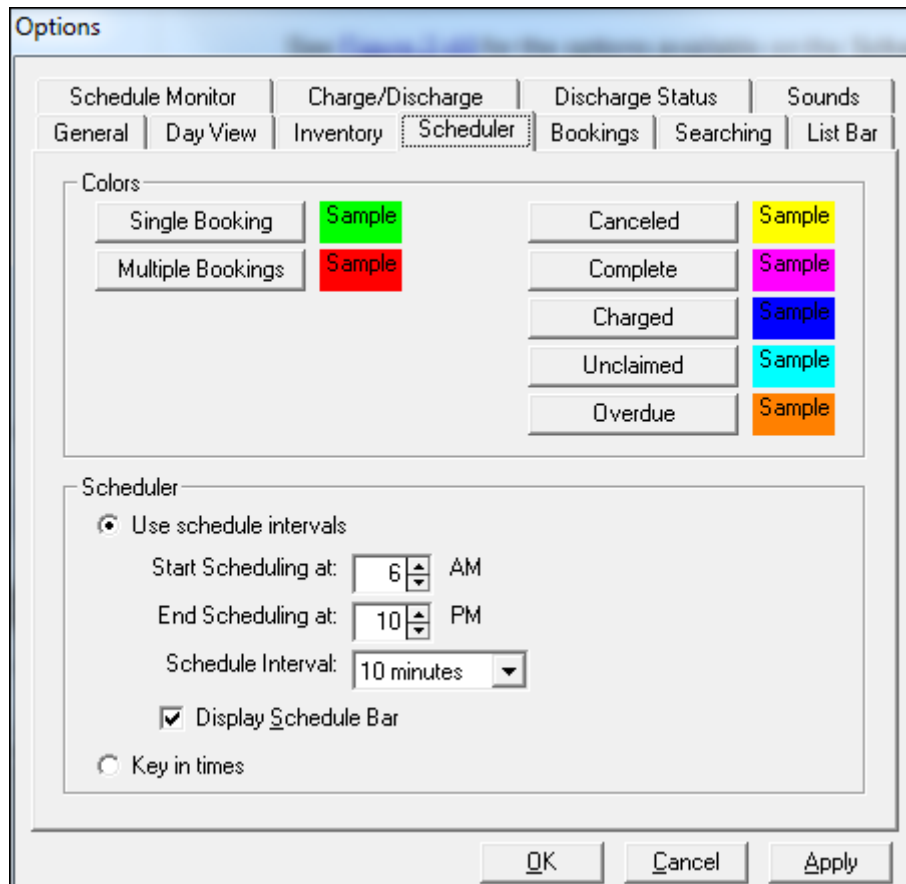 Options
Schedule Monitor Charge/Discharge Discharge Status Sounds
General Day View Inventory Scheduler Bookings Searching List Bar
Colors
Single Booking Sample Canceled Sample
Multiple Bookings Sample Complete Sample
Charged Sample
Unclaimed Sample
Overdue Sample
Scheduler
Use schedule intervals
Start Scheduling at: 6 AM
End Scheduling at: 10 PM
Schedule Interval: 10 minutes
Display Schedule Bar
Key in times
OK Cancel Apply